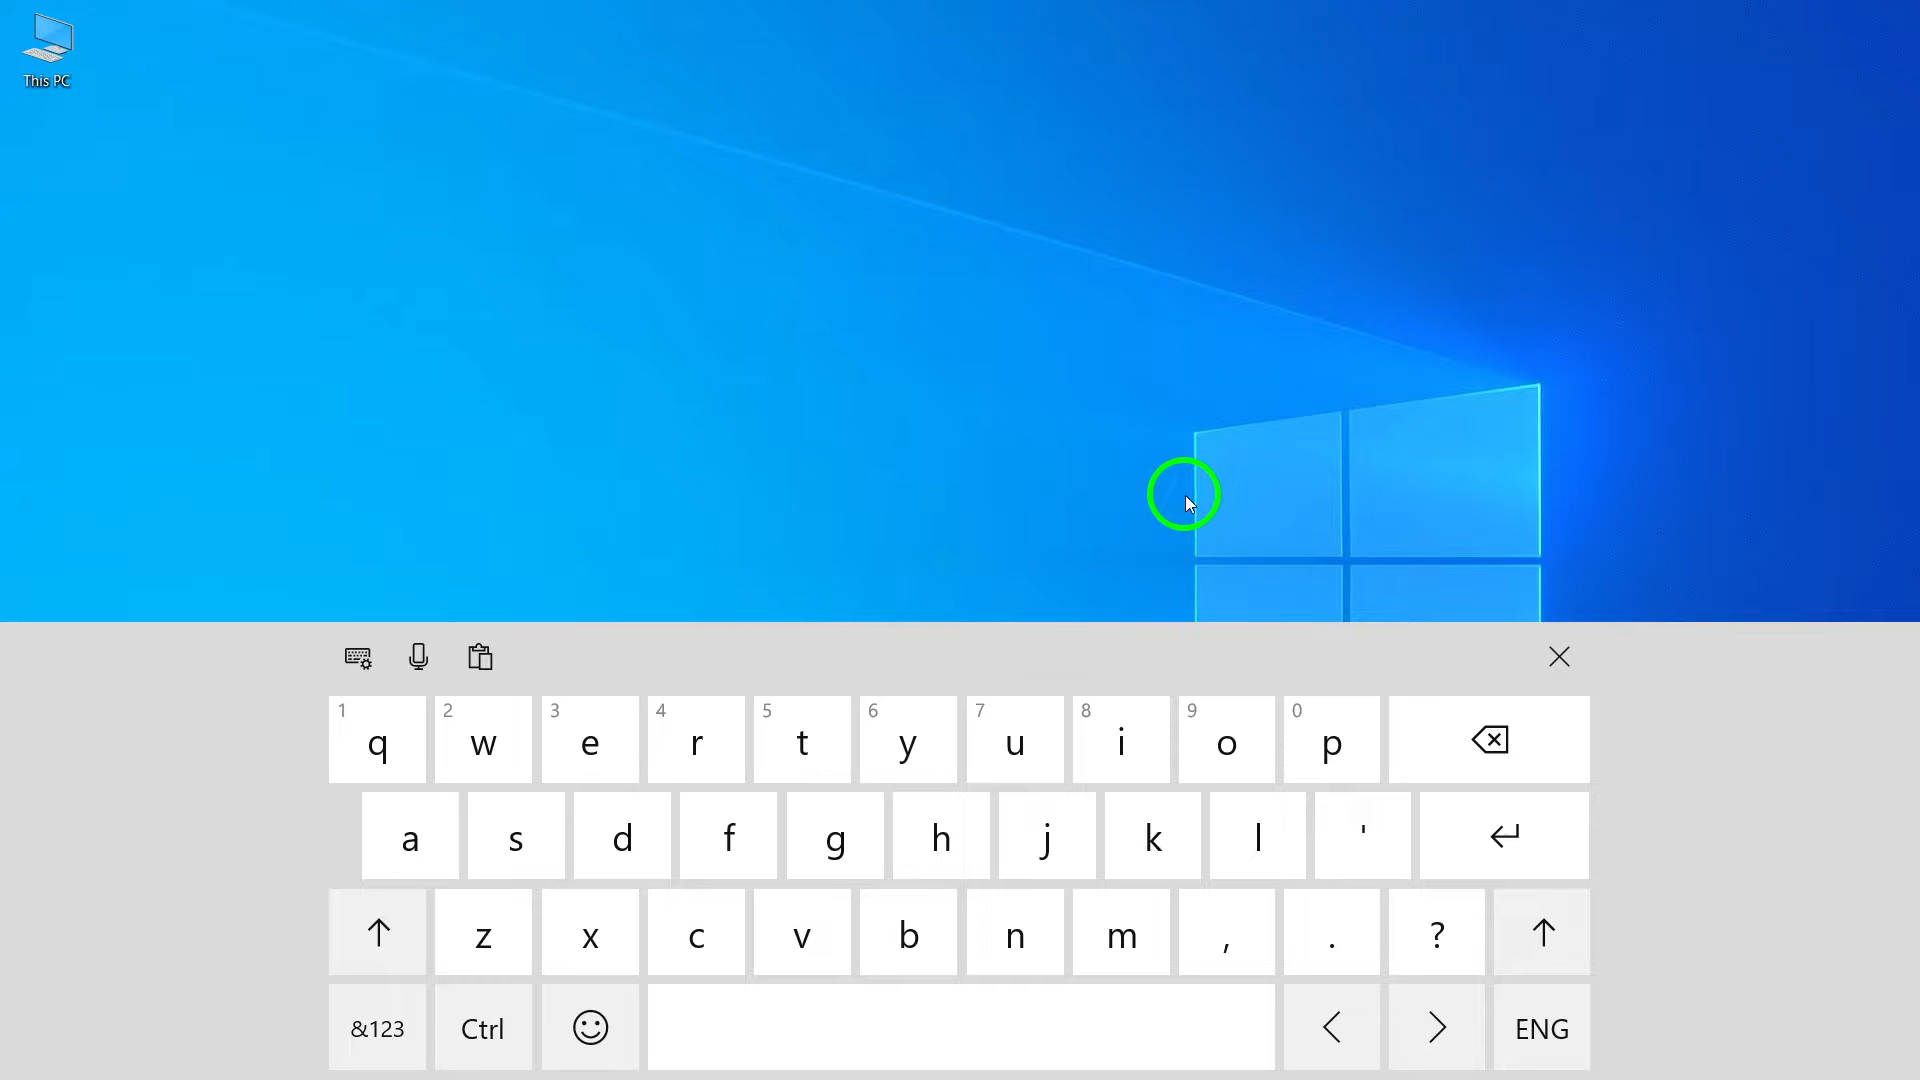 This PC
1 2 3 4 5 6 7 8 9 0
q w e r t y u i o p
a s d f g h j k l '
z x c v b n m , . ?
&123 Ctrl ENG